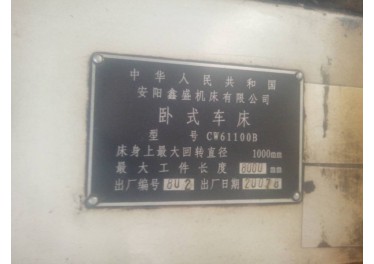 中华人民共和国
安阳鑫盛机床有限公司
卧式车床
型 号 CW61100B
床身上最大回转直径 1000mm
最大工件长度 8000mm
出厂编号 802 出厂日期